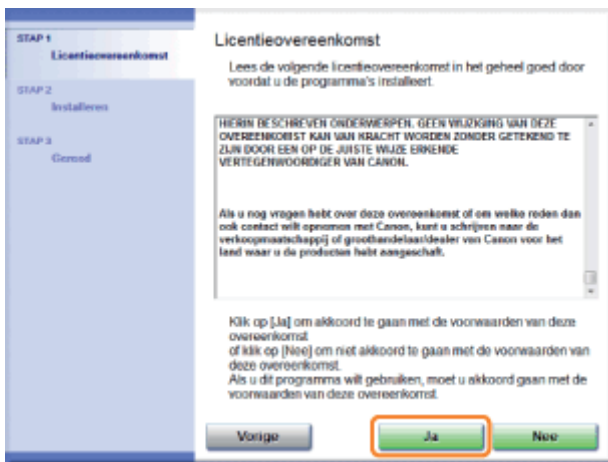 STAP 1
Licentieovereenkomst
STAP 2
Installeren
STAP 3
Gereed
Licentieovereenkomst
Lees de volgende licentieovereenkomst in het geheel goed door
voordat u de programma's installeert.
HIERIN BESCHREVEN ONDERWERPEN. GEEN WIJZIGING VAN DEZE
OVEREENKOMST KAN VAN KRACHT WORDEN ZONDER GETEKEND TE
ZIJN DOOR EEN OP DE JUISTE WIJZE ERKENDE
VERTEGENWOORDIGER VAN CANON.
Als u nog vragen hebt over deze overeenkomst of om welke reden dan
ook contact wilt opnemen met Canon, kunt u schrijven naar de
verkoopmaatschappij of groothandelaar/dealer van Canon voor het
land waar u de producten hebt aangeschaft.
Klik op [Ja] om akkoord te gaan met de voorwaarden van deze
overeenkomst
of klik op [Nee] om niet akkoord te gaan met de voorwaarden van
deze overeenkomst.
Als u dit programma wilt gebruiken, moet u akkoord gaan met de
voorwaarden van deze overeenkomst.
Vorige
Ja
Nee